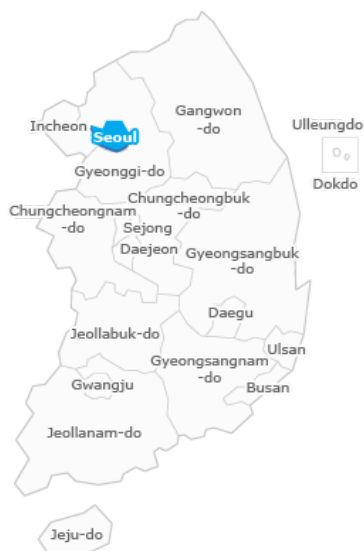 Gangwon
-do
Ulleungdo
Incheon
Seoul
Gyeonggi-do
Dokdo
Chungcheongbuk
-do
Chungcheongnam
-do
Sejong
Daejeon
Gyeongsangbuk
-do
Daegu
Jeollabuk-do
Ulsan
Gyeongsangnam
-do
Gwangju
Busan
Jeollanam-do
Jeju-do